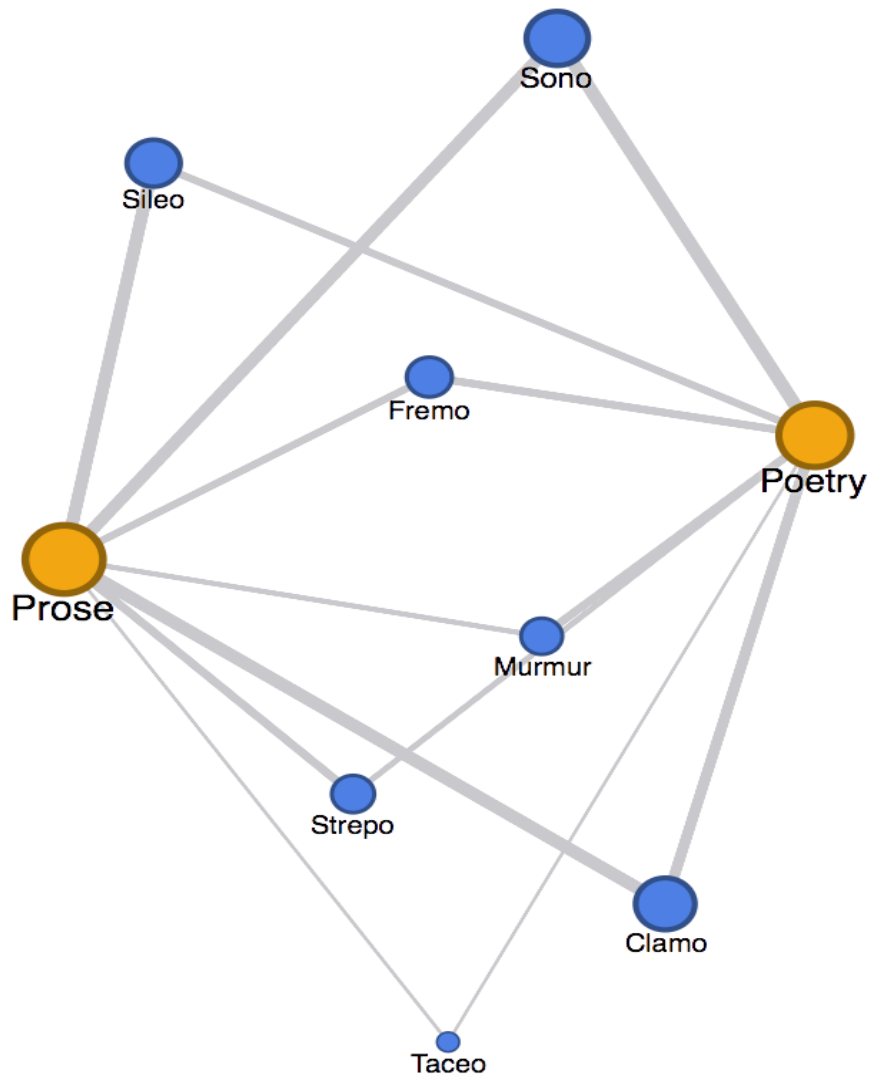 Sono
Sileo
Fremo
Poetry
Prose
Murmur
Strepo
Clamo
Taceo